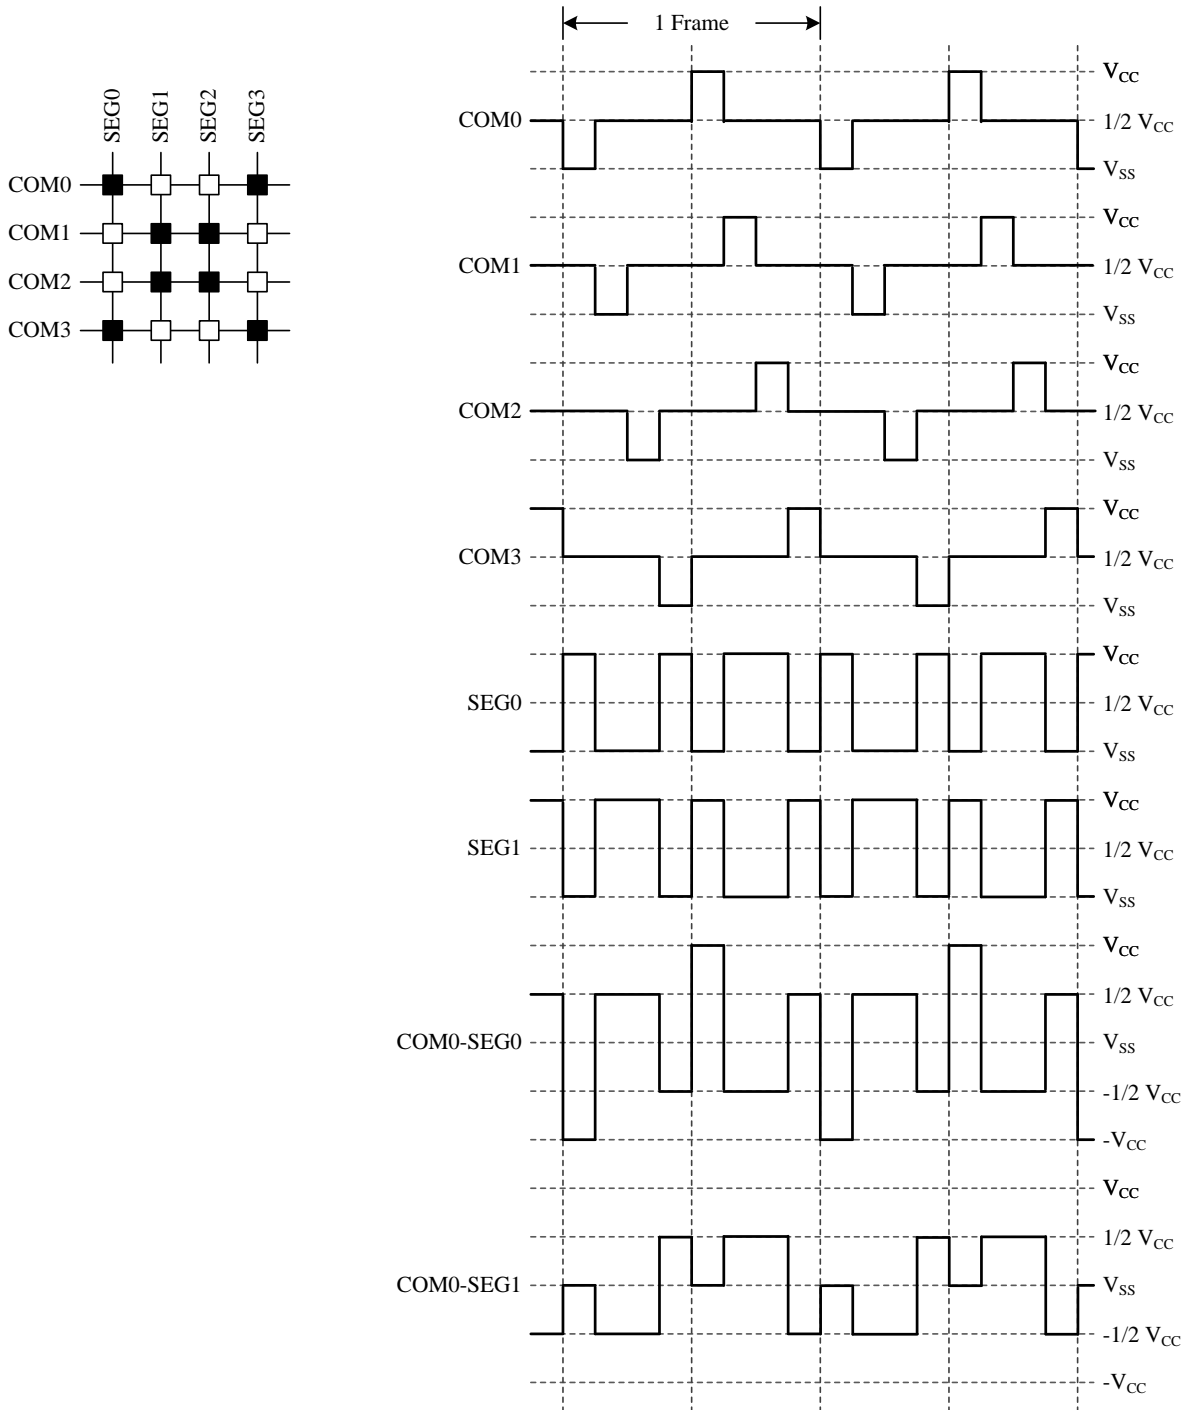 1 Frame
SEG0
SEG1
SEG2
SEG3
COM0
COM1
COM2
COM3
COM0
VCC
1/2 VCC
VSS
COM1
VCC
1/2 VCC
VSS
COM2
VCC
1/2 VCC
VSS
COM3
VCC
1/2 VCC
VSS
SEG0
VCC
1/2 VCC
VSS
SEG1
VCC
1/2 VCC
VSS
COM0-SEG0
VCC
1/2 VCC
VSS
-1/2 VCC
-VCC
COM0-SEG1
VCC
1/2 VCC
VSS
-1/2 VCC
-VCC